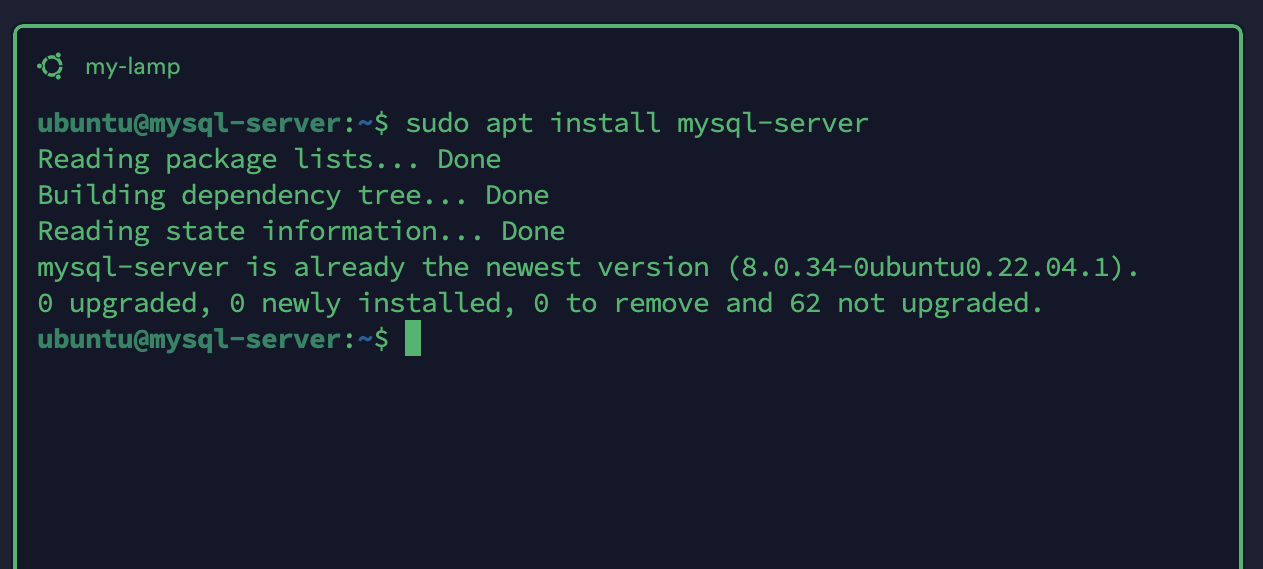 my-lamp
ubuntu@mysql-server:~$ sudo apt install mysql-server
Reading package lists... Done
Building dependency tree... Done
Reading state information... Done
mysql-server is already the newest version (8.0.34-0ubuntu0.22.04.1).
0 upgraded, 0 newly installed, 0 to remove and 62 not upgraded.
ubuntu@mysql-server:~$